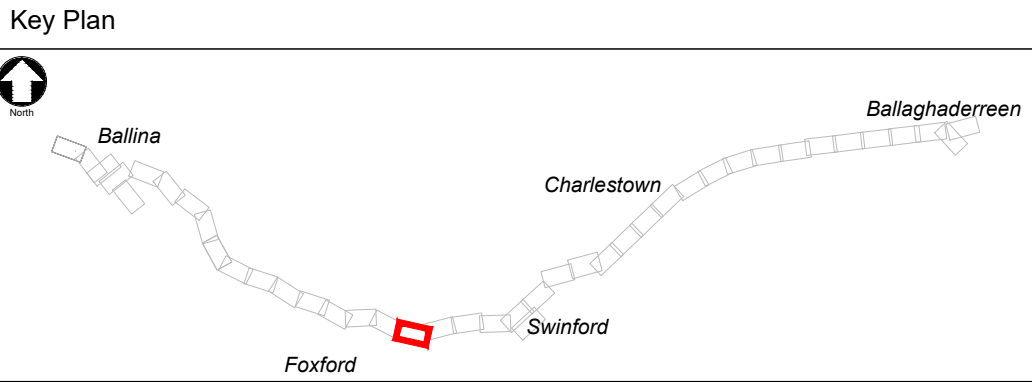 Key Plan
North
Ballina
Ballaghaderreen
Charlestown
Swinford
Foxford